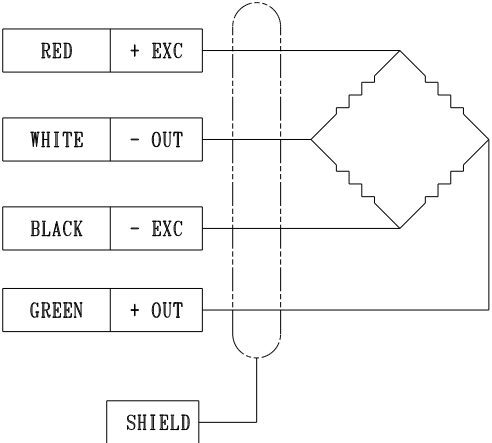 RED + EXC
WHITE - OUT
BLACK - EXC
GREEN + OUT
SHIELD